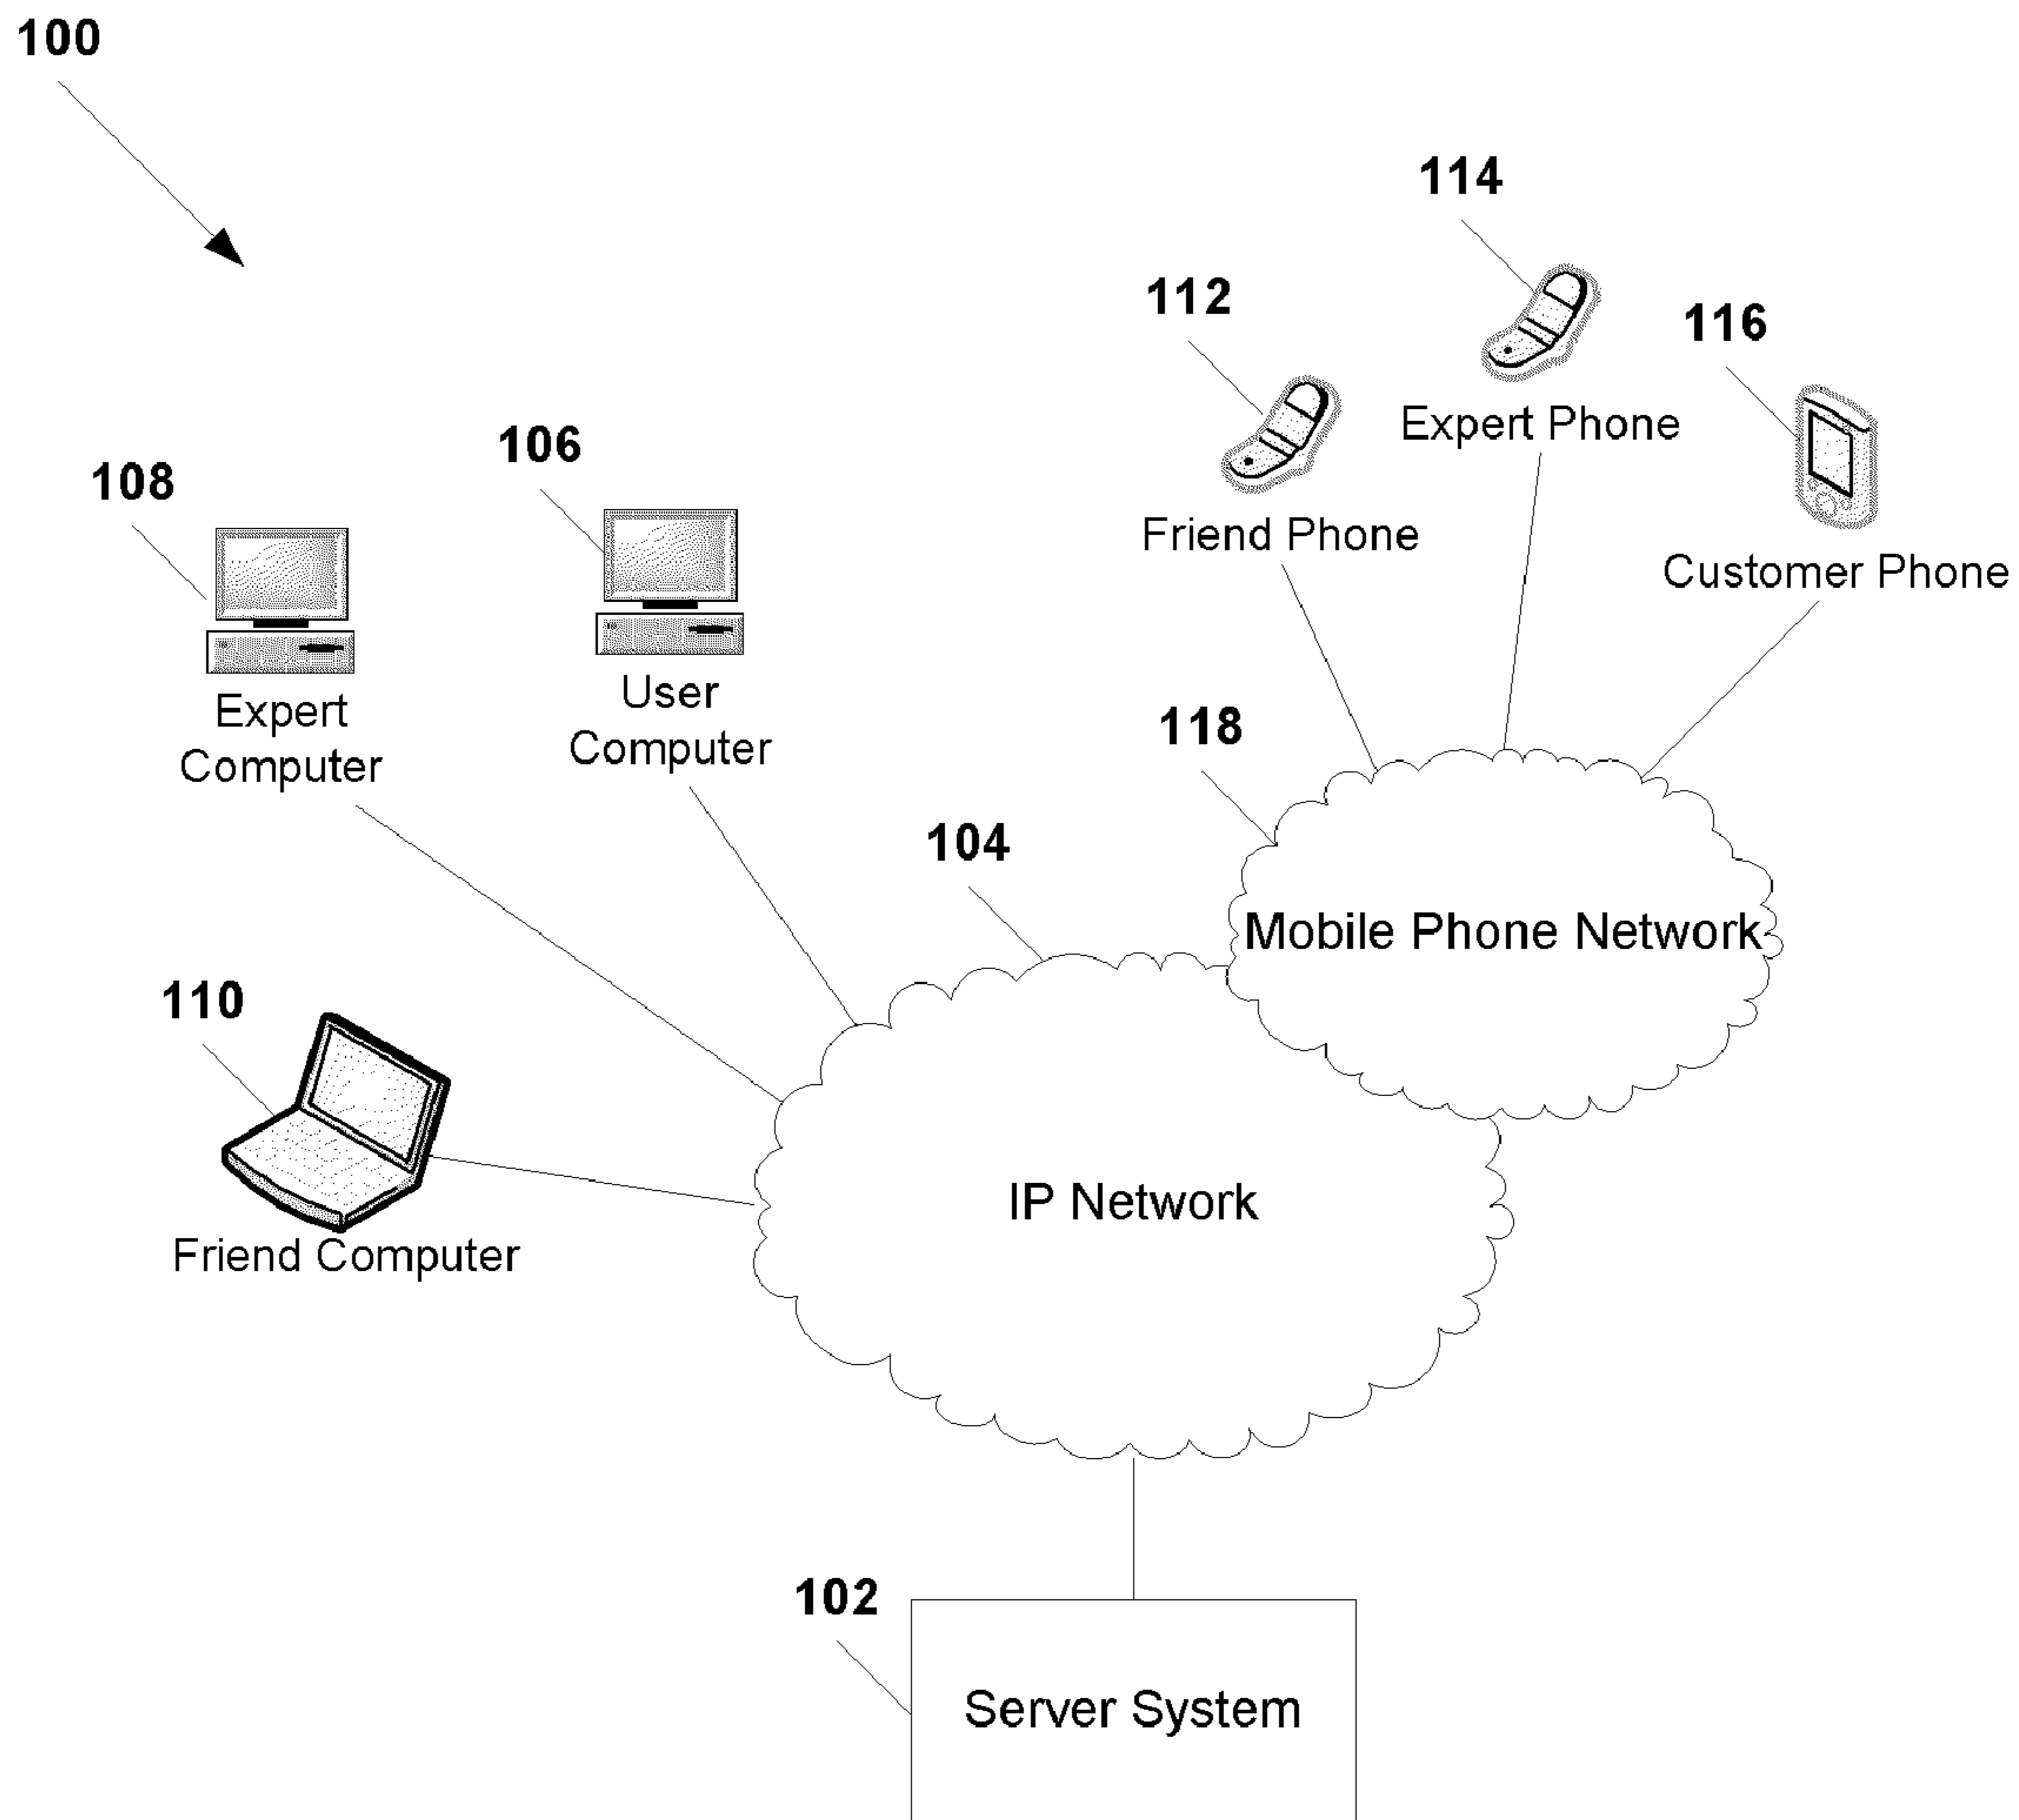 100
114
112
116
Expert Phone
106
108
Friend Phone
Customer Phone
User
Computer
Expert
Computer
118
104
Mobile Phone Network
110
IP Network
Friend Computer
102
Server System